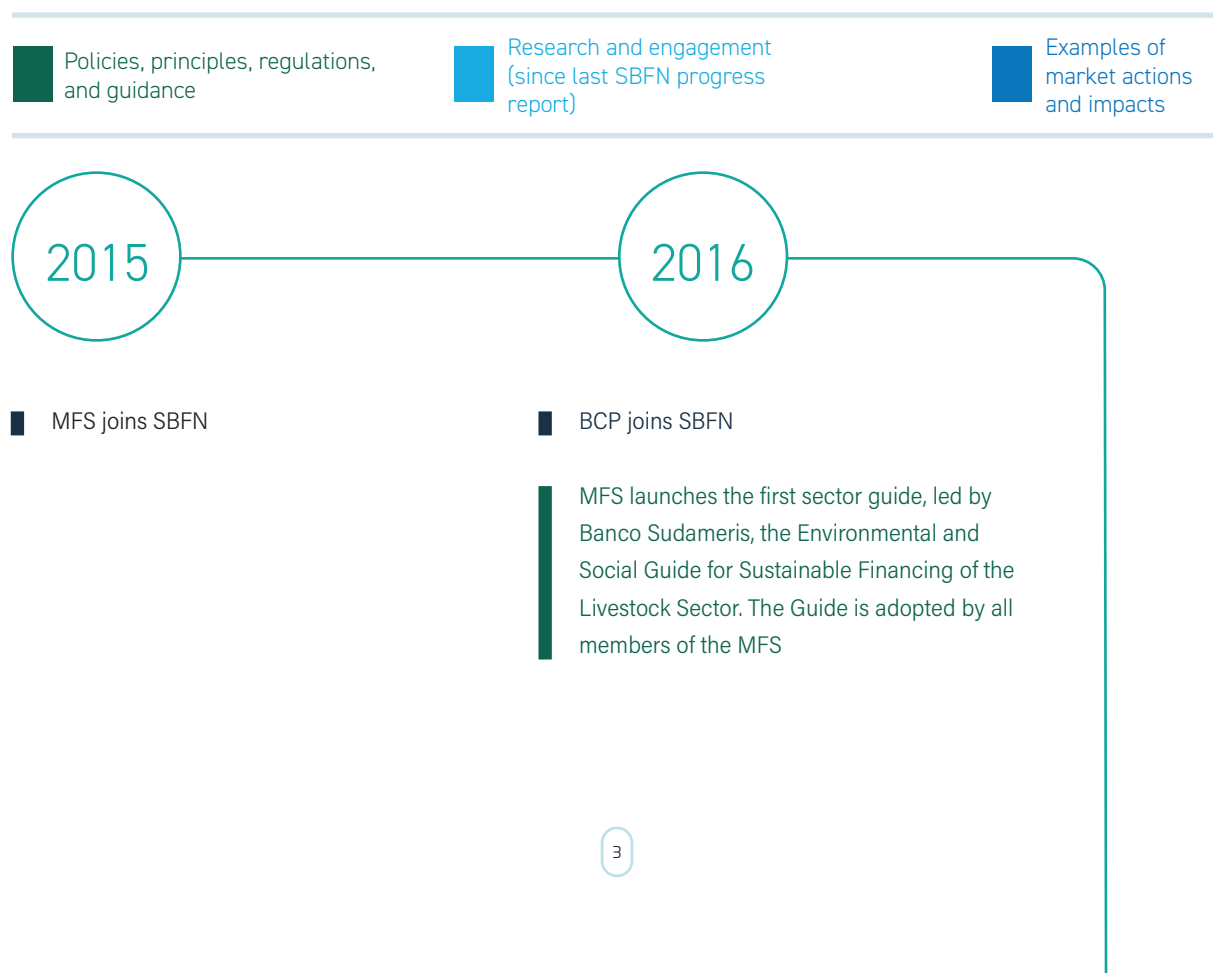 Policies, principles, regulations,
and guidance
Research and engagement
(since last SBFN progress
report)
Examples of
market actions
and impacts
2015
2016
MFS joins SBFN
BCP joins SBFN
MFS launches the first sector guide, led by
Banco Sudameris, the Environmental and
Social Guide for Sustainable Financing of the
Livestock Sector. The Guide is adopted by all
members of the MFS
3